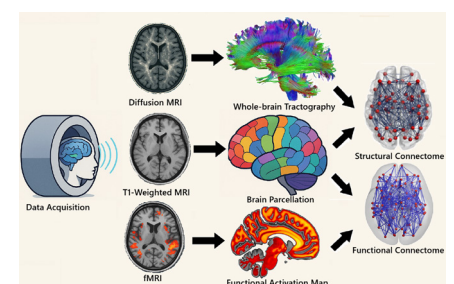 Diffusion MRI
Whole-brain Tractography
Structural Connectome
Data Acquisition
T1-Weighted MRI
Brain Parcellation
Functional Connectome
fMRI
Functional Activation Map